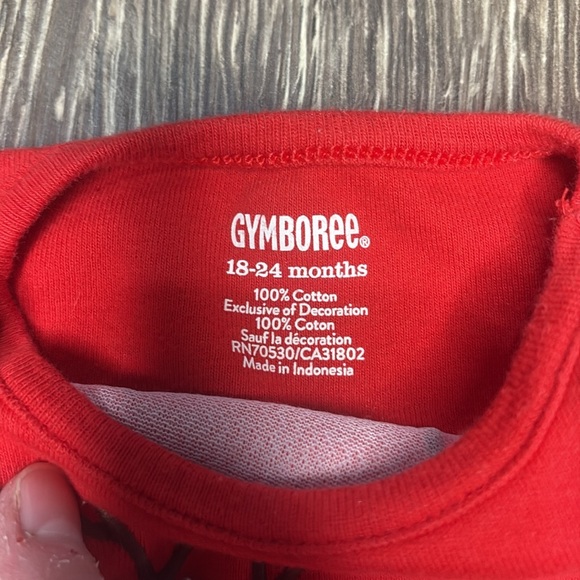 GYMBOREE®
18-24 months
100% Cotton
Exclusive of Decoration
100% Coton
Sauf la décoration
RN70530/CA31802
Made in Indonesia